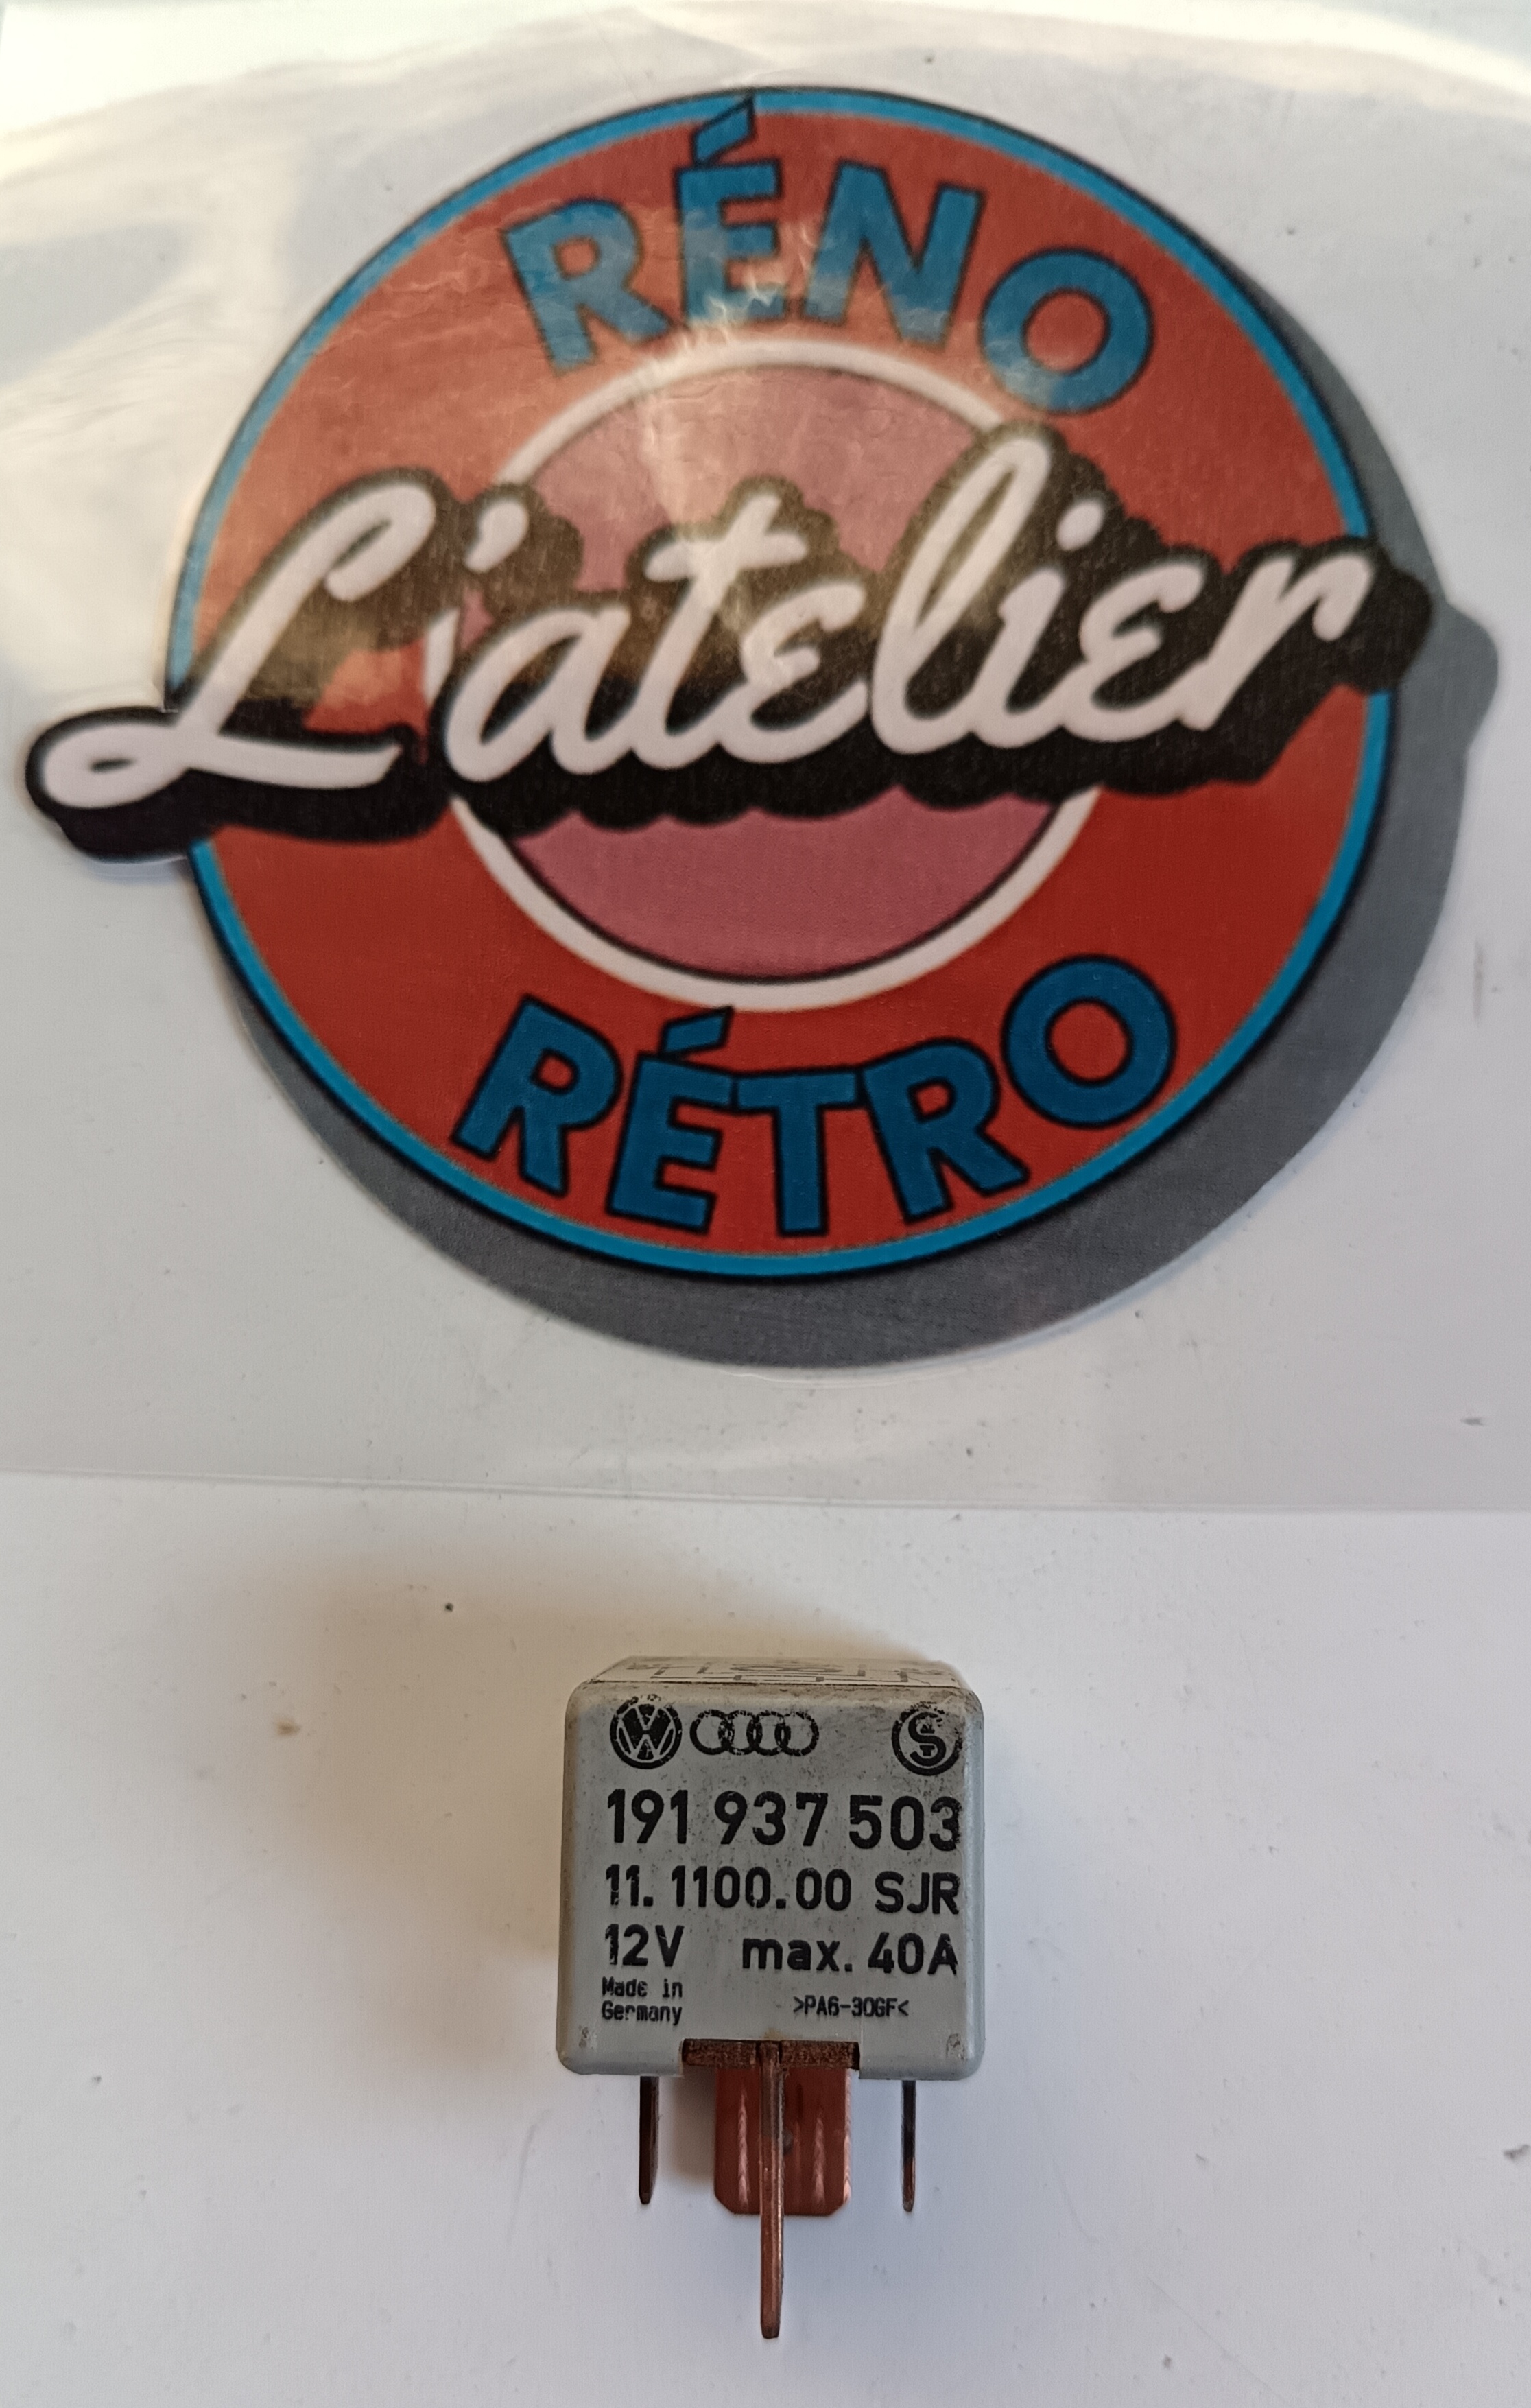 RÉNO
L'atelier
RÉTRO
191 937 503
11.1100.00 SJR
12V max. 40A
Made in
Germany
>PA6-30GF<